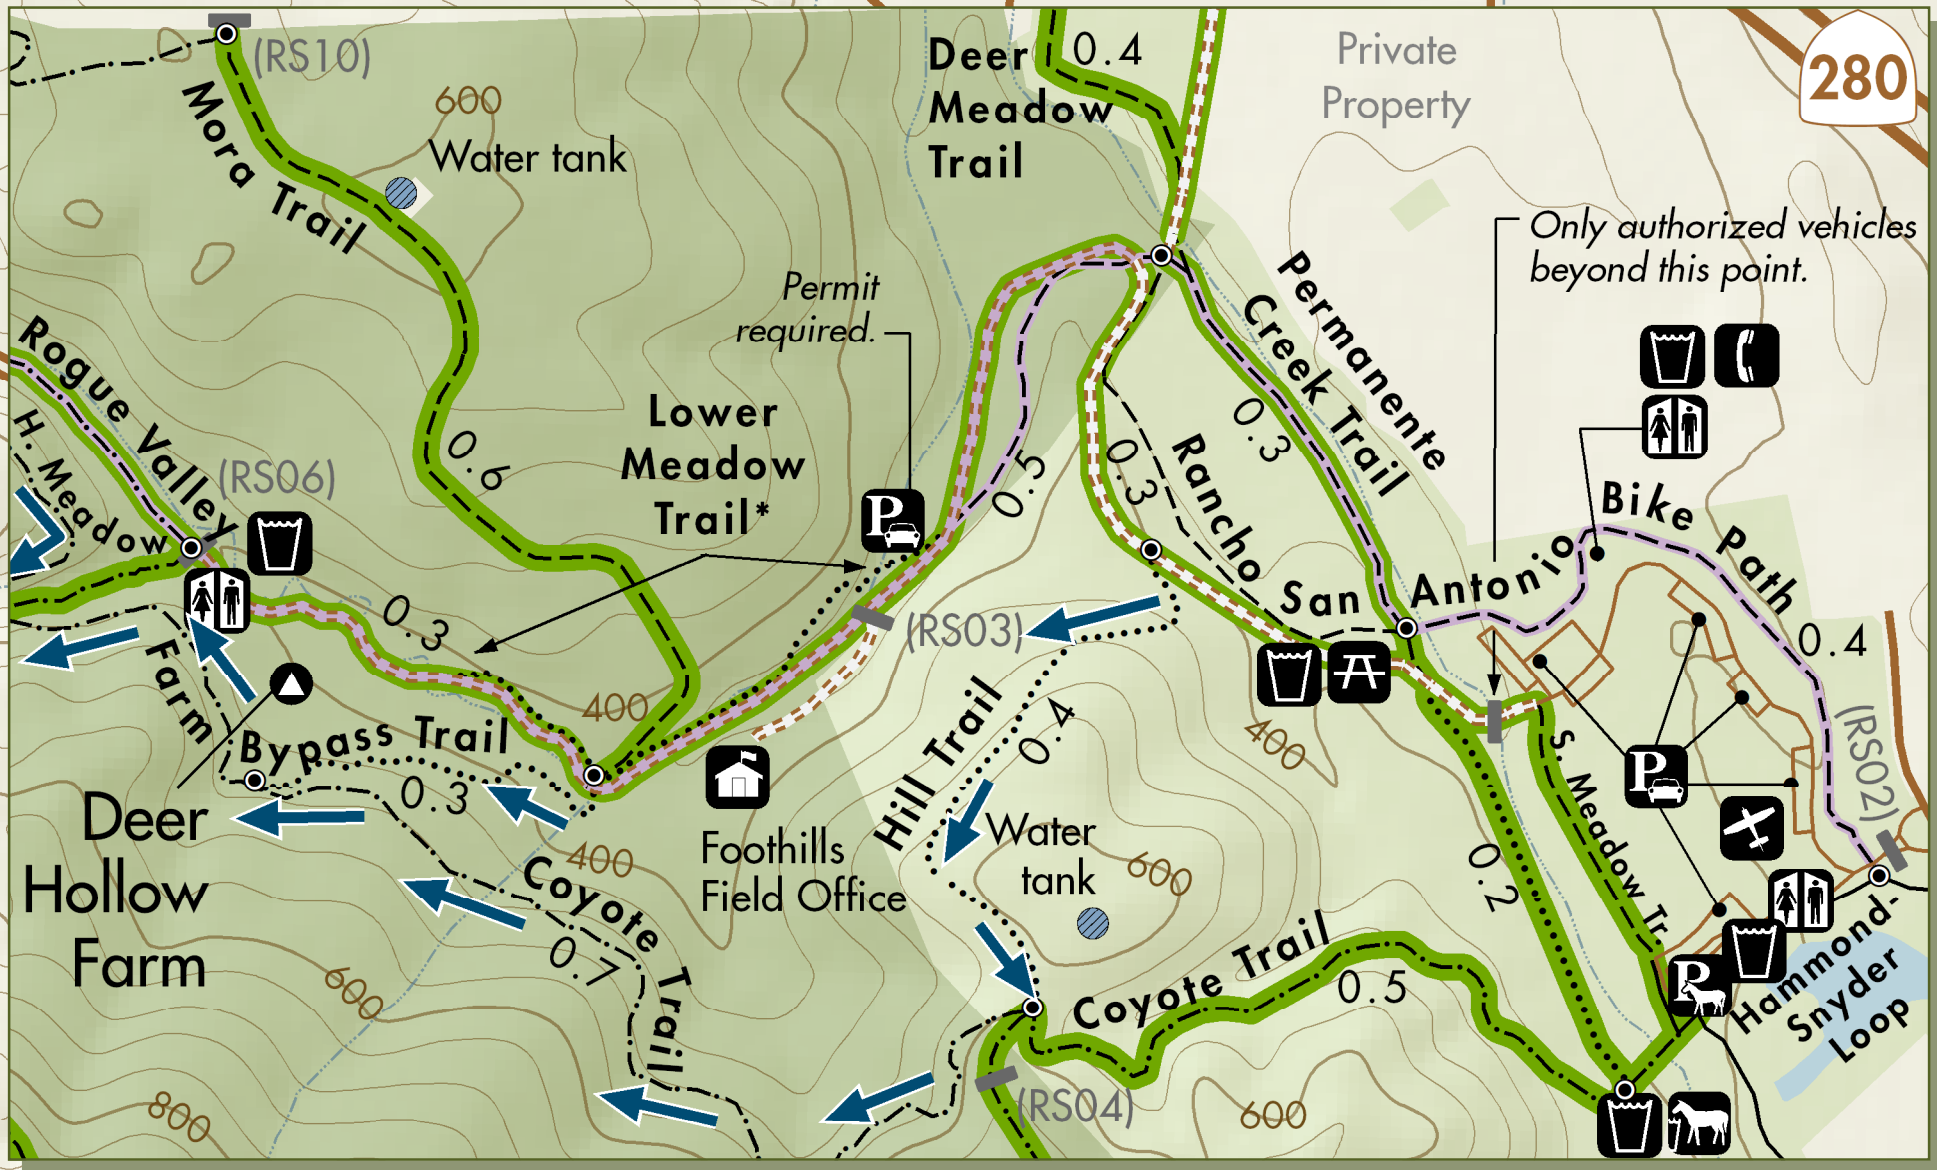 (RS10)
Mora Trail
600
Water tank
Deer
Meadow
Trail
0.4
Private
Property
280
Only authorized vehicles
beyond this point.
Permit
required.
Permanente
Creek Trail
0.3
Rogue Valley
H. Meadow
(RS06)
0.6
Lower
Meadow
Trail*
P
0.5
0.3
Rancho San Antonio Bike Path
0.4
0.3
(RS03)
400
Farm
Bypass Trail
0.3
Deer
Hollow
Farm
Hill Trail
0.4
400
S. Meadow Tr.
P
(RS02)
Foothills
Field Office
400
Water
tank
600
0.2
Coyote Trail
0.7
600
Coyote Trail
0.5
P
Hammond-
Snyder
Loop
800
(RS04)
600